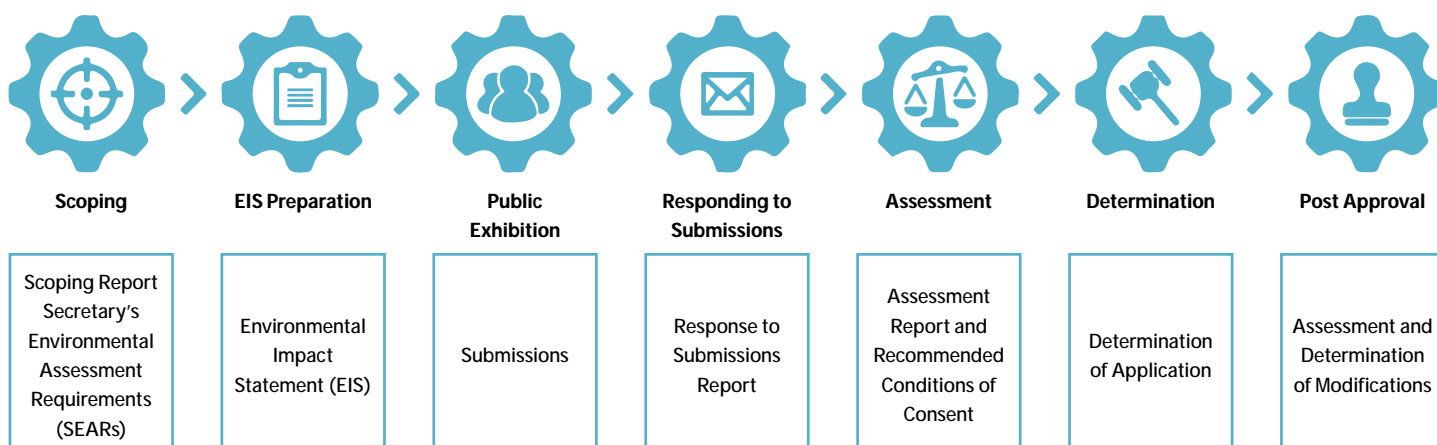 Scoping
EIS Preparation
Public
Exhibition
Responding to
Submissions
Assessment
Determination
Post Approval
Scoping Report
Secretary's
Environmental
Assessment
Requirements
(SEARs)
Environmental
Impact
Statement (EIS)
Submissions
Response to
Submissions
Report
Assessment
Report and
Recommended
Conditions of
Consent
Determination
of Application
Assessment and
Determination
of Modifications